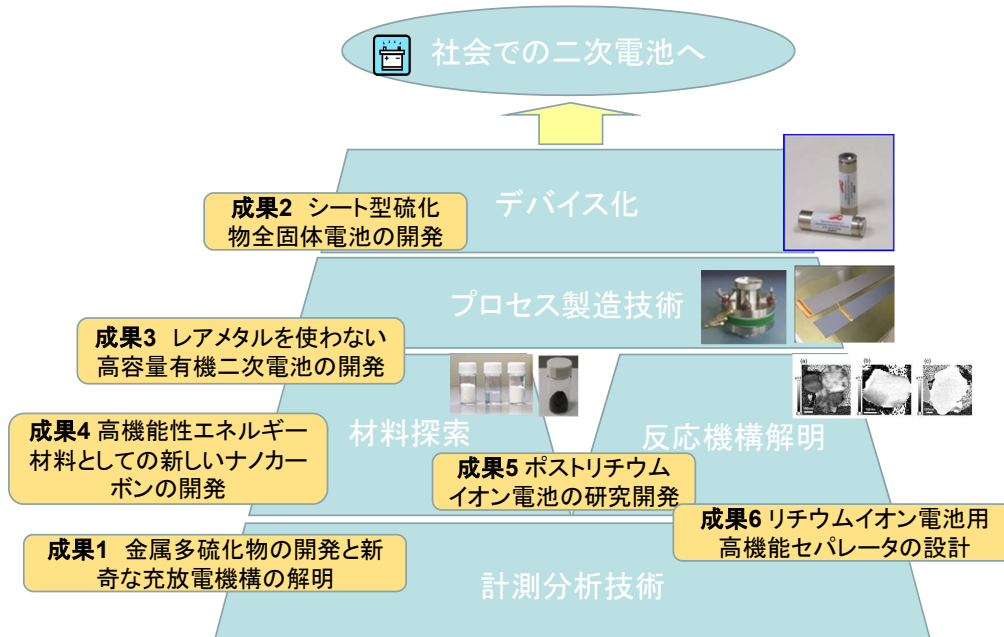 社会での二次電池へ
デバイス化
成果2 シート型硫化
物全固体電池の開発
プロセス製造技術
成果3 レアメタルを使わない
高容量有機二次電池の開発
(a)
(b)
(c)
材料探索
反応機構解明
成果4 高機能性エネルギー
材料としての新しいナノカー
ボンの開発
成果5 ポストリチウム
イオン電池の研究開発
成果6 リチウムイオン電池用
高機能セパレータの設計
成果1 金属多硫化物の開発と新
奇な充放電機構の解明
計測分析技術